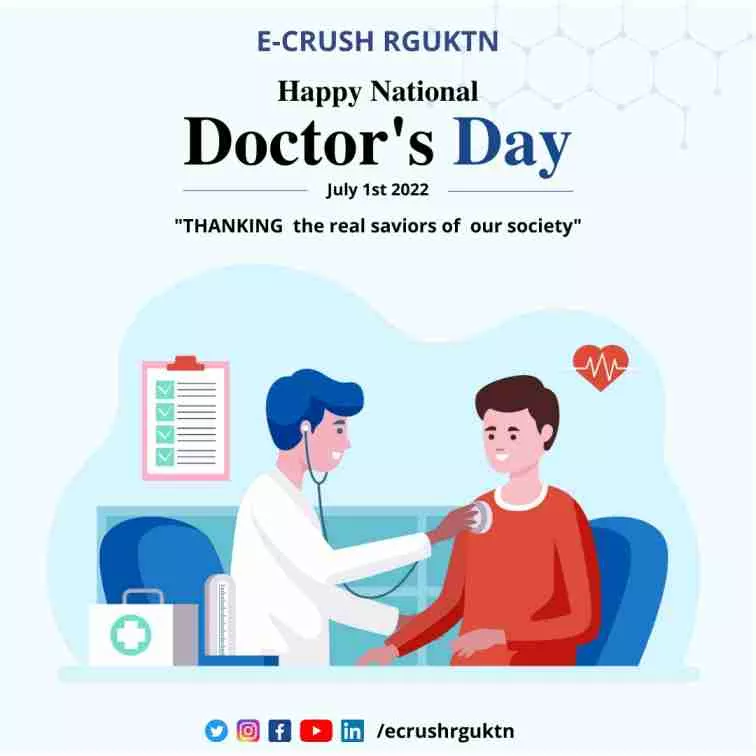 E-CRUSH RGUKTN
Happy National
Doctor's Day
July 1st 2022
"THANKING the real saviors of our society"
/ecrushrguktn